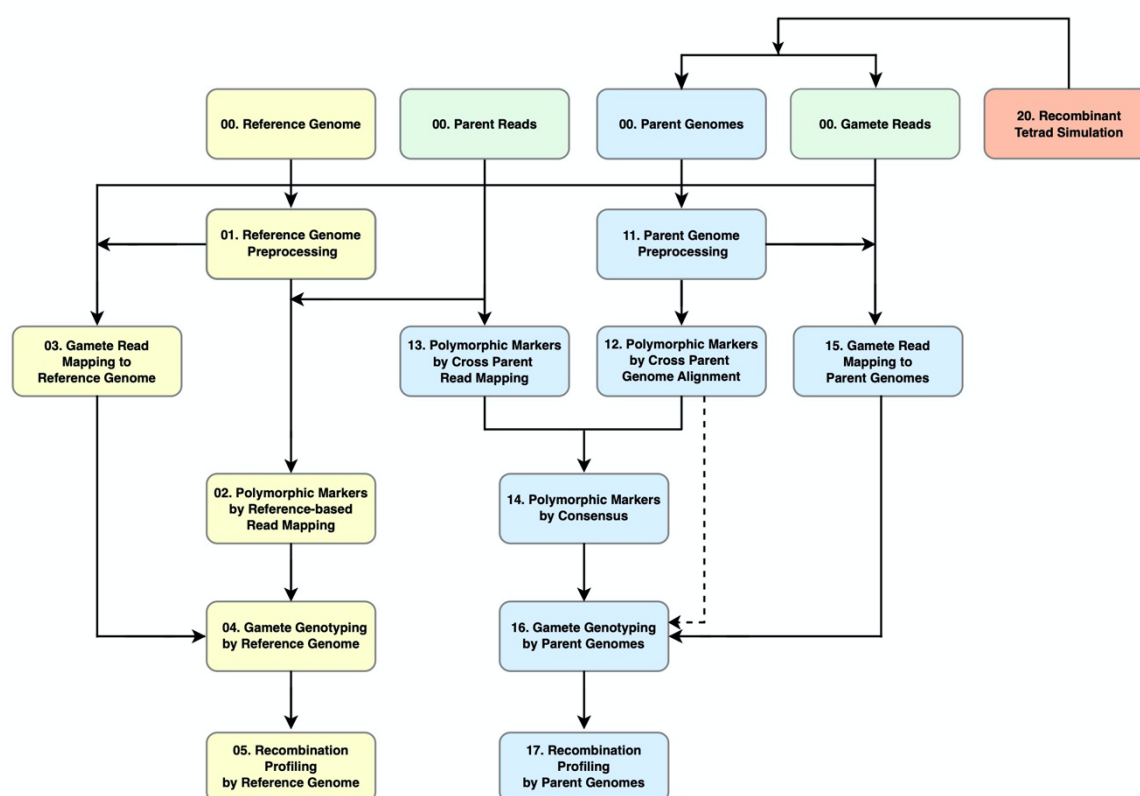 00. Reference Genome
00. Parent Reads
00. Parent Genomes
00. Gamete Reads
20. Recombinant
Tetrad Simulation
01. Reference Genome
Preprocessing
11. Parent Genome
Preprocessing
03. Gamete Read
Mapping to
Reference Genome
13. Polymorphic Markers
by Cross Parent
Read Mapping
12. Polymorphic Markers
by Cross Parent
Genome Alignment
15. Gamete Read
Mapping to
Parent Genomes
02. Polymorphic Markers
by Reference-based
Read Mapping
14. Polymorphic Markers
by Consensus
04. Gamete Genotyping
by Reference Genome
16. Gamete Genotyping
by Parent Genomes
05. Recombination
Profiling
by Reference Genome
17. Recombination
Profiling
by Parent Genomes